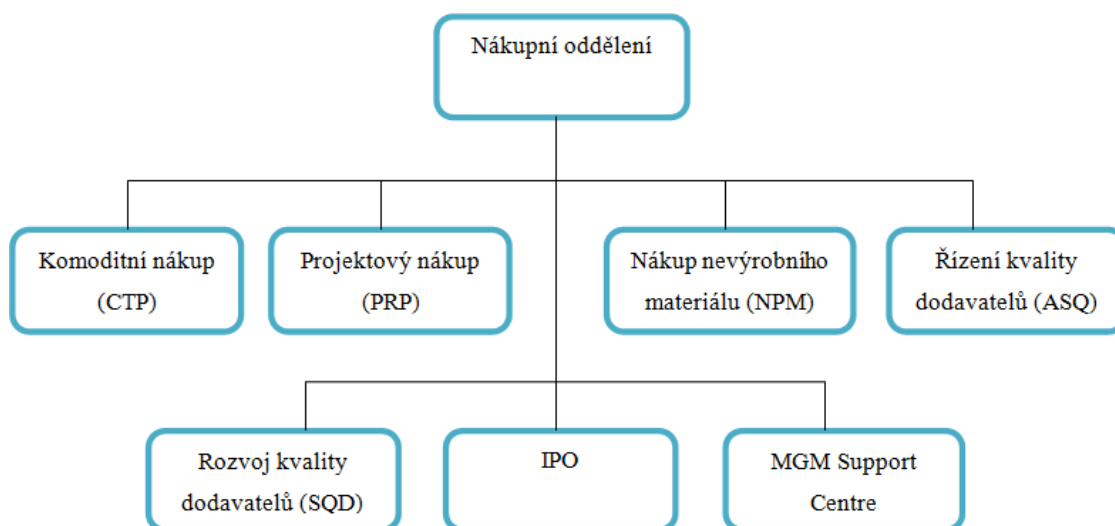 Nákupní oddělení
Komoditní nákup
(CTP)
Projektový nákup
(PRP)
Nákup nevýrobního
materiálu (NPM)
Řízení kvality
dodavatelů (ASQ)
Rozvoj kvality
dodavatelů (SQD)
IPO
MGM Support
Centre